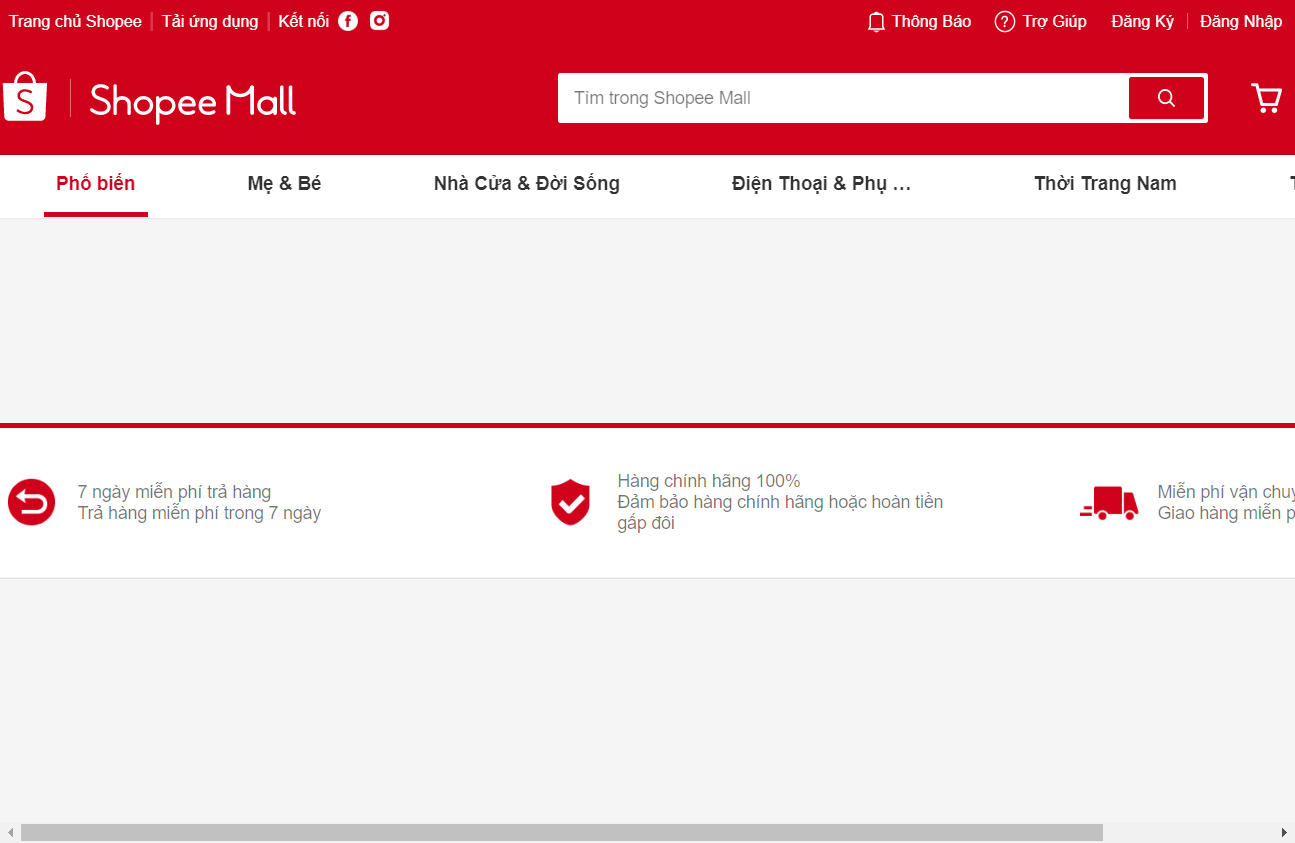 Trang chủ Shopee
Tải ứng dụng
Kết nối
Thông Báo
Trợ Giúp
Đăng Ký
Đăng Nhập
Shopee Mall
Tìm trong Shopee Mall
Phổ biến
Mẹ & Bé
Nhà Cửa & Đời Sống
Điện Thoại & Phụ ...
Thời Trang Nam
7 ngày miễn phí trả hàng
Trả hàng miễn phí trong 7 ngày
Hàng chính hãng 100%
Đảm bảo hàng chính hãng hoặc hoàn tiền
gấp đôi
Miễn phí vận
Giao hàng miễn